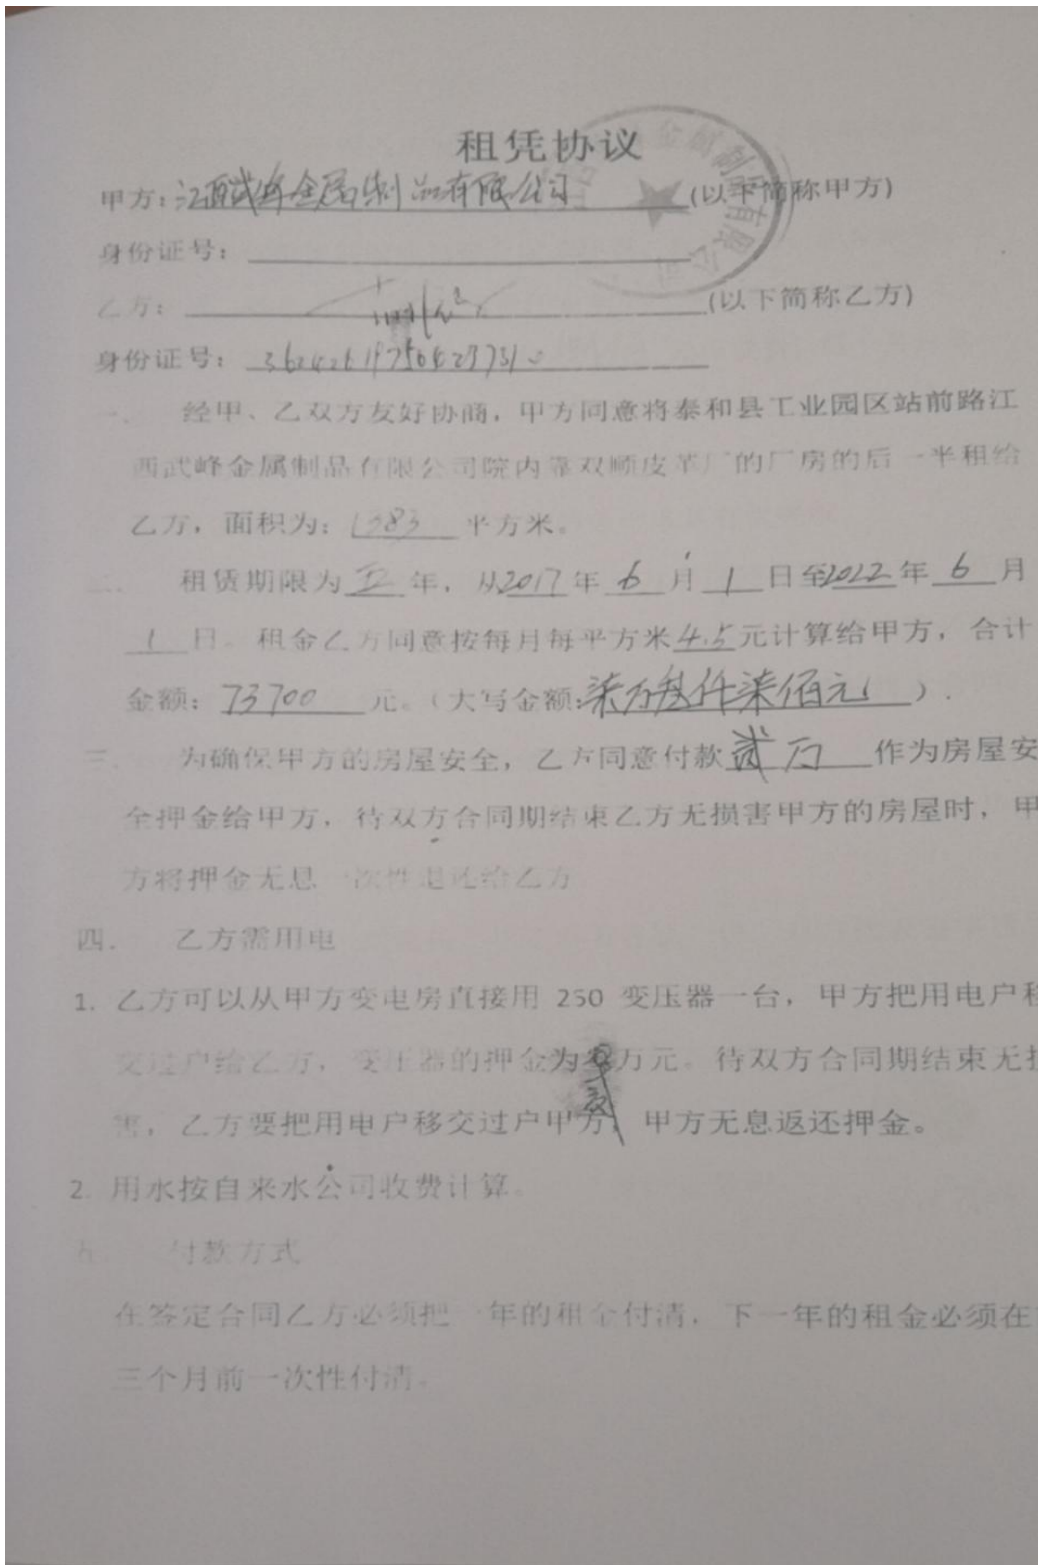 租凭协议
甲方：江西武峰金属制品有限公司 (以下简称甲方)
金属制品有限公司
身份证号：
乙方： (以下简称乙方)
身份证号：
一、 经甲、乙双方友好协商，甲方同意将泰和县工业园区站前路江
西武峰金属制品有限公司院内靠双顺皮革厂的厂房的后一半租给
乙方，面积为：1383 平方米。
二、 租赁期限为 五 年，从2017年 6 月 1 日至2022年 6 月
1 日。租金乙方同意按每月每平方米4.5元计算给甲方，合计
金额：73700 元。（大写金额:柒万叁仟柒佰元）.
三、 为确保甲方的房屋安全，乙方同意付款 贰万 作为房屋安
全押金给甲方，待双方合同期结束乙方无损害甲方的房屋时，甲
方将押金无息一次性退还给乙方
四. 乙方需用电
1. 乙方可以从甲方变电房直接用 250 变压器一台，甲方把用电户移
交过户给乙方，变压器的押金为 万元。待双方合同期结束无损
害，乙方要把用电户移交过户甲方，甲方无息返还押金。
2. 用水按自来水公司收费计算。
五. 付款方式
在签定合同乙方必须把一年的租金付清，下一年的租金必须在
三个月前一次性付清。